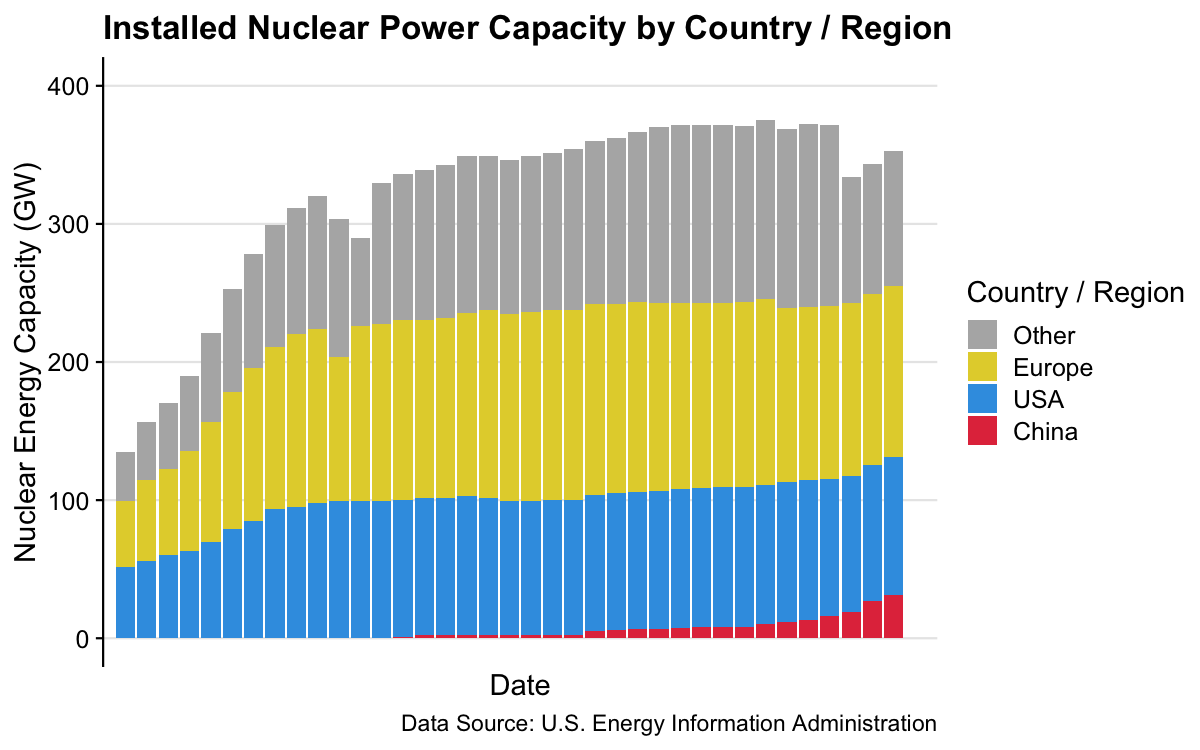 Installed Nuclear Power Capacity by Country / Region
Nuclear Energy Capacity (GW)
400
300
200
100
0
Date
Country / Region
Other
Europe
USA
China
Data Source: U.S. Energy Information Administration